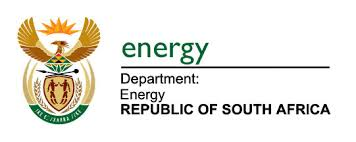 energy
Department:
Energy
REPUBLIC OF SOUTH AFRICA